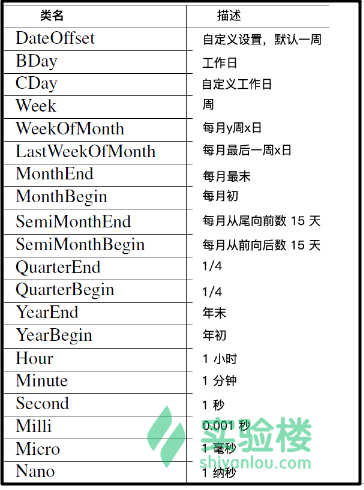 类名 描述
DateOffset 自定义设置，默认一周
BDay 工作日
CDay 自定义工作日
Week 周
WeekOfMonth 每月y周x日
LastWeekOfMonth 每月最后一周x日
MonthEnd 每月最末
MonthBegin 每月初
SemiMonthEnd 每月从尾向前数 15 天
SemiMonthBegin 每月从前向后数 15 天
QuarterEnd 1/4
QuarterBegin 1/4
YearEnd 年末
YearBegin 年初
Hour 1 小时
Minute 1 分钟
Second 1 秒
Milli 0.001 秒
Micro 1 毫秒
Nano 1 纳秒
实验楼
shiyanlou.com